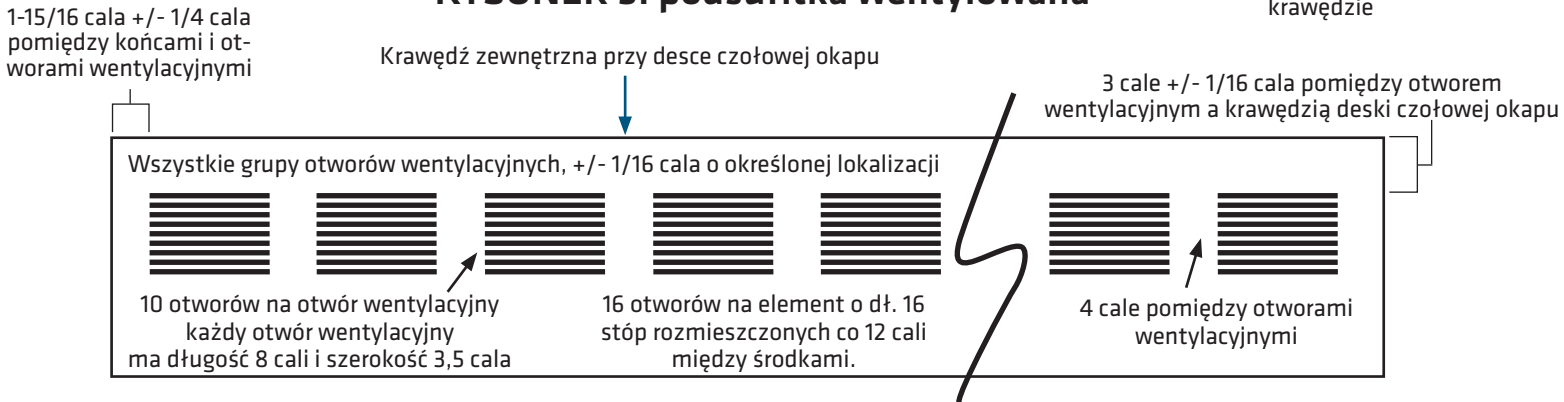 1-15/16 cala +/- 1/4 cala
pomiędzy końcami i ot-
worami wentylacyjnymi
podsufitka wentylowana
krawędzie
Krawędź zewnętrzna przy desce czołowej okapu
3 cale +/- 1/16 cala pomiędzy otworem
wentylacyjnym a krawędzią deski czołowej okapu
Wszystkie grupy otworów wentylacyjnych, +/- 1/16 cala o określonej lokalizacji
10 otworów na otwór wentylacyjny
każdy otwór wentylacyjny
ma długość 8 cali i szerokość 3,5 cala
16 otworów na element o dł. 16
stóp rozmieszczonych co 12 cali
między środkami.
4 cale pomiędzy otworami
wentylacyjnymi